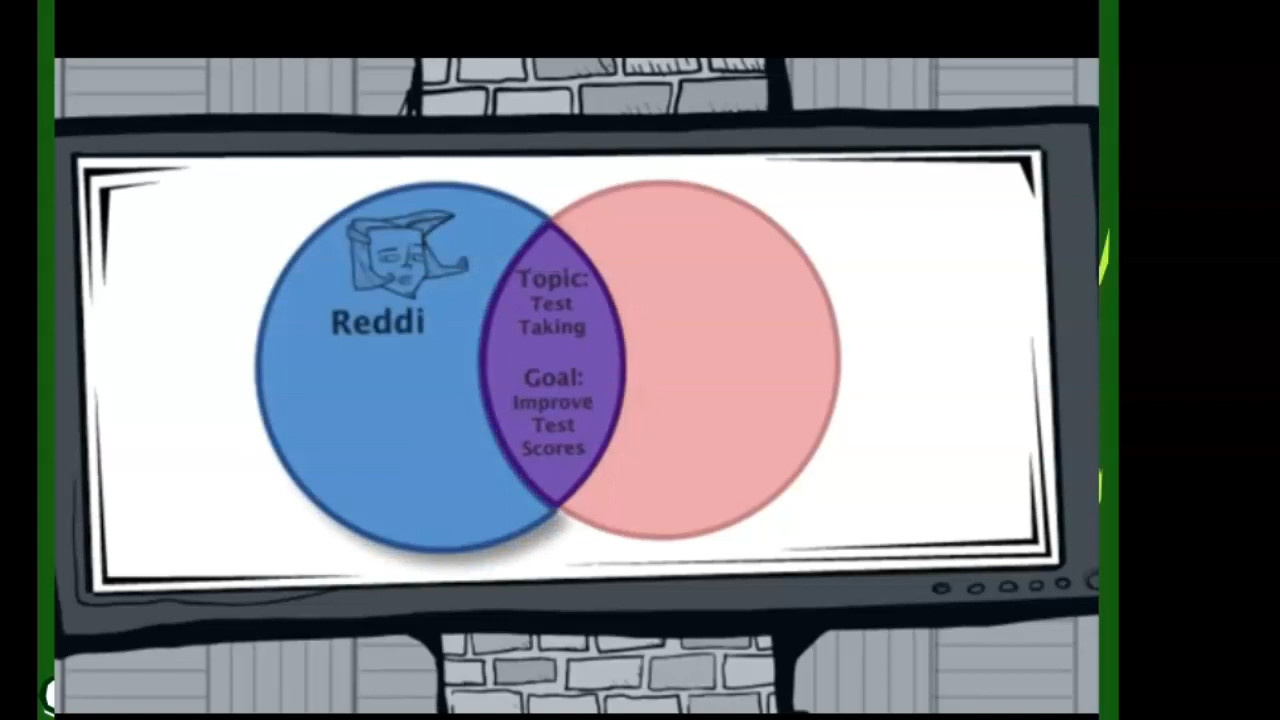 Reddi
Topic:
Test
Taking
Goal:
Improve
Test
Scores